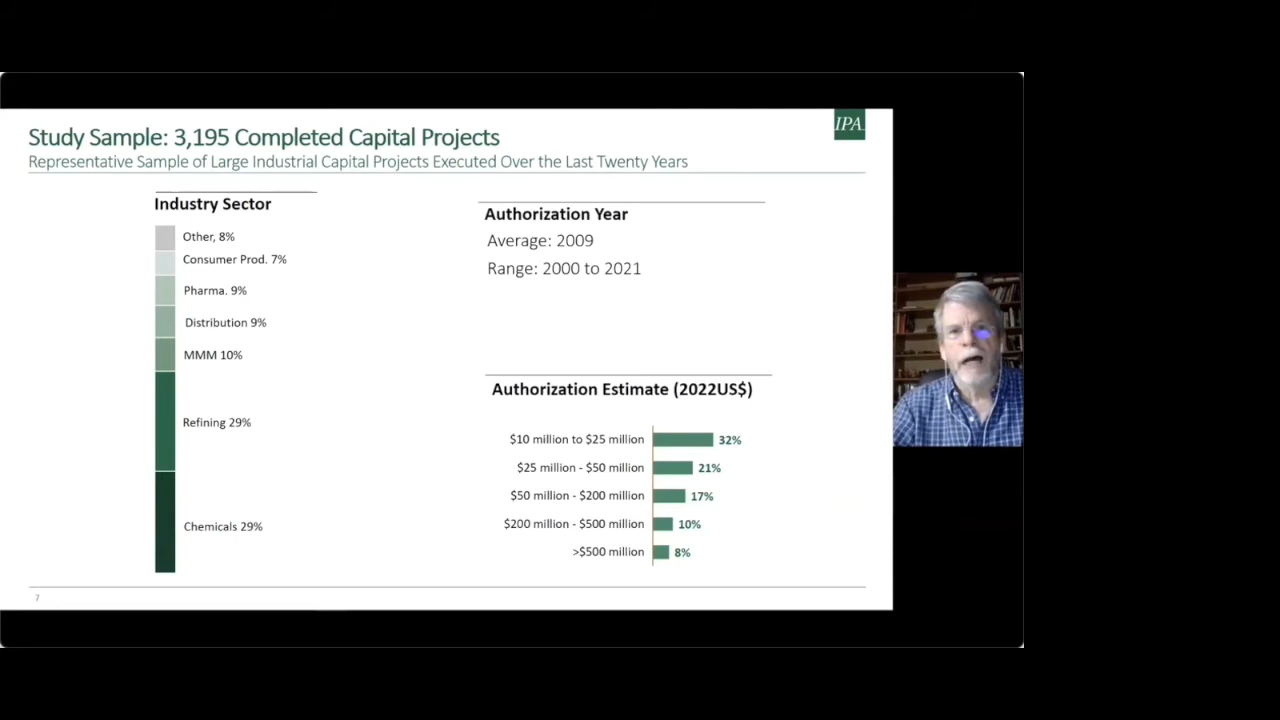 Study Sample: 3,195 Completed Capital Projects
IPA
Representative Sample of Large Industrial Capital Projects Executed Over the Last Twenty Years
Industry Sector
Other, 8%
Consumer Prod. 7%
Pharma. 9%
Distribution 9%
MMM 10%
Refining 29%
Chemicals 29%
Authorization Year
Average: 2009
Range: 2000 to 2021
Authorization Estimate (2022US$)
$10 million to $25 million 32%
$25 million - $50 million 21%
$50 million - $200 million 17%
$200 million - $500 million 10%
>$500 million 8%
7